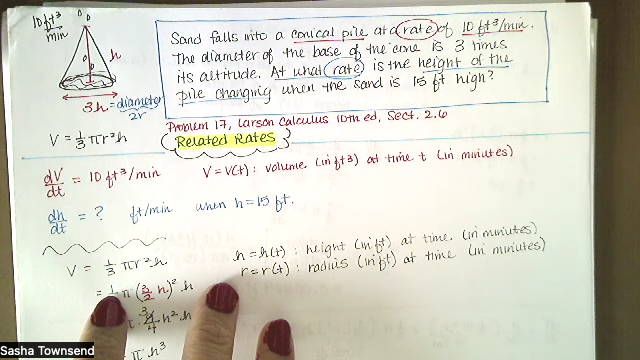 10 ft³/min
Sand falls into a conical pile at a rate of 10 ft³/min.
The diameter of the base of the cone is 3 times
its altitude. At what rate is the height of the
pile changing when the sand is 15 ft high?
h
3h = diameter
2r
V = 1/3 πr²h
Problem 17, Larson Calculus 10th ed, Sect. 2.6
Related Rates
dV/dt = 10 ft³/min
V = V(t): volume (in ft³) at time t (in minutes)
dh/dt = ? ft/min when h = 15 ft.
V = 1/3 πr²·h
h = h(t): height (in ft) at time (in minutes)
r = r(t): radius (in ft) at time (in minutes)
= 1/3 π (3/2 h)²·h
π · 4 h²·h
π h³
Sasha Townsend